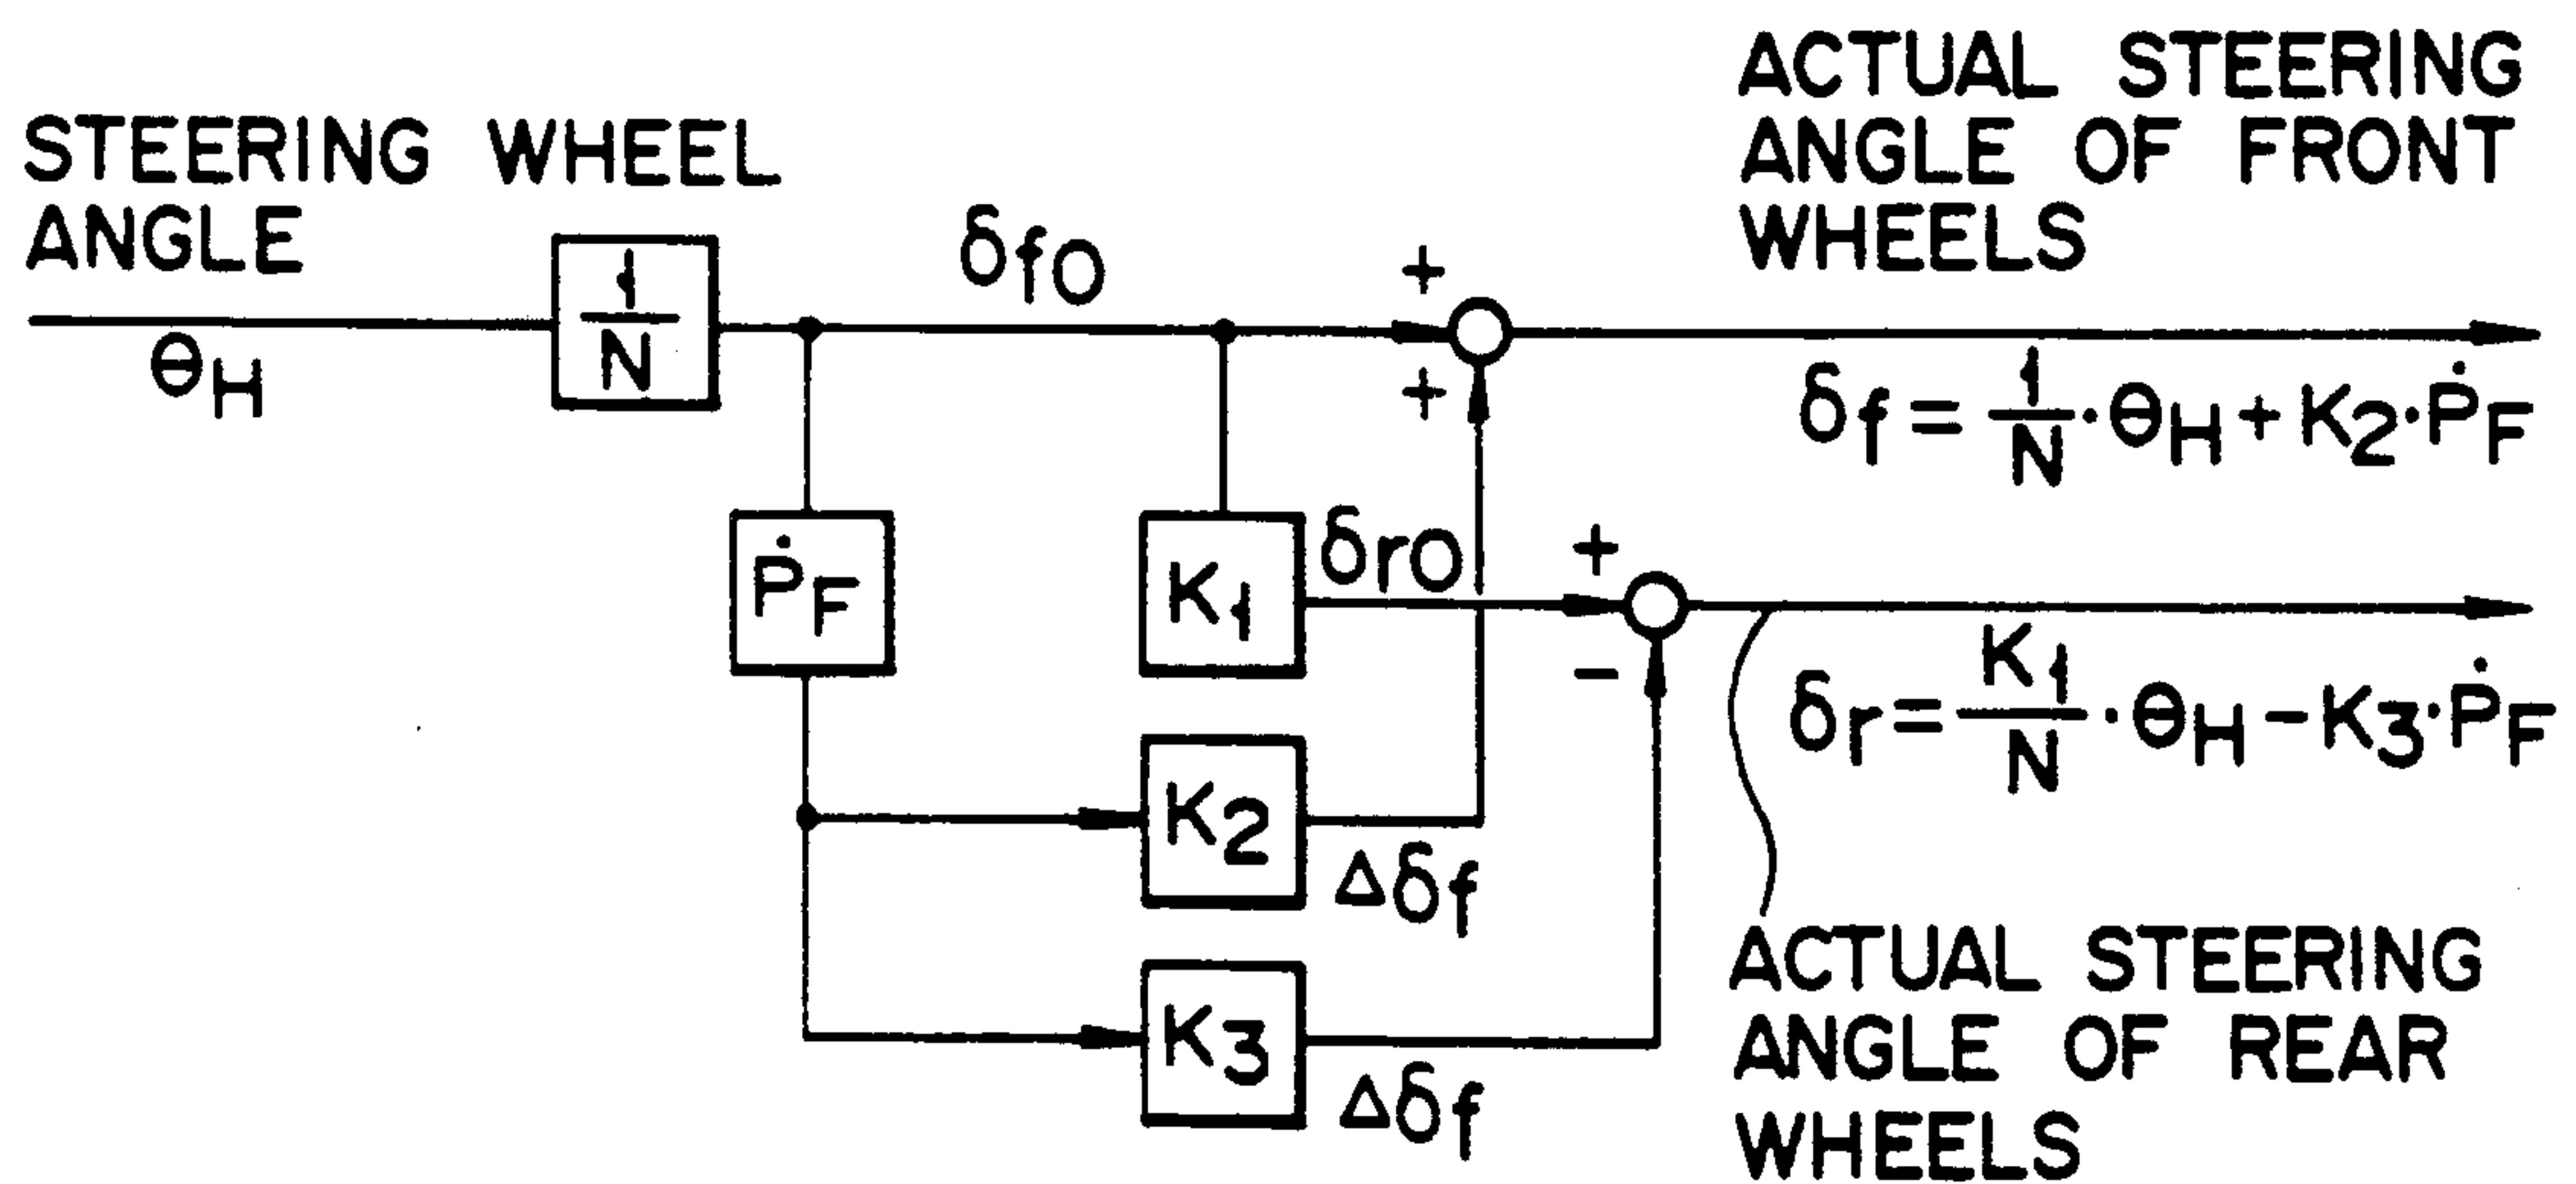 STEERING WHEEL
ANGLE
θH
1/N
δfO
+
+
ACTUAL STEERING
ANGLE OF FRONT
WHEELS
δf = 1/N · θH + K2 · ṖF
ṖF
K1
δrO
+
-
δr = K1/N · θH - K3 · ṖF
K2
Δδf
K3
Δδf
ACTUAL STEERING
ANGLE OF REAR
WHEELS